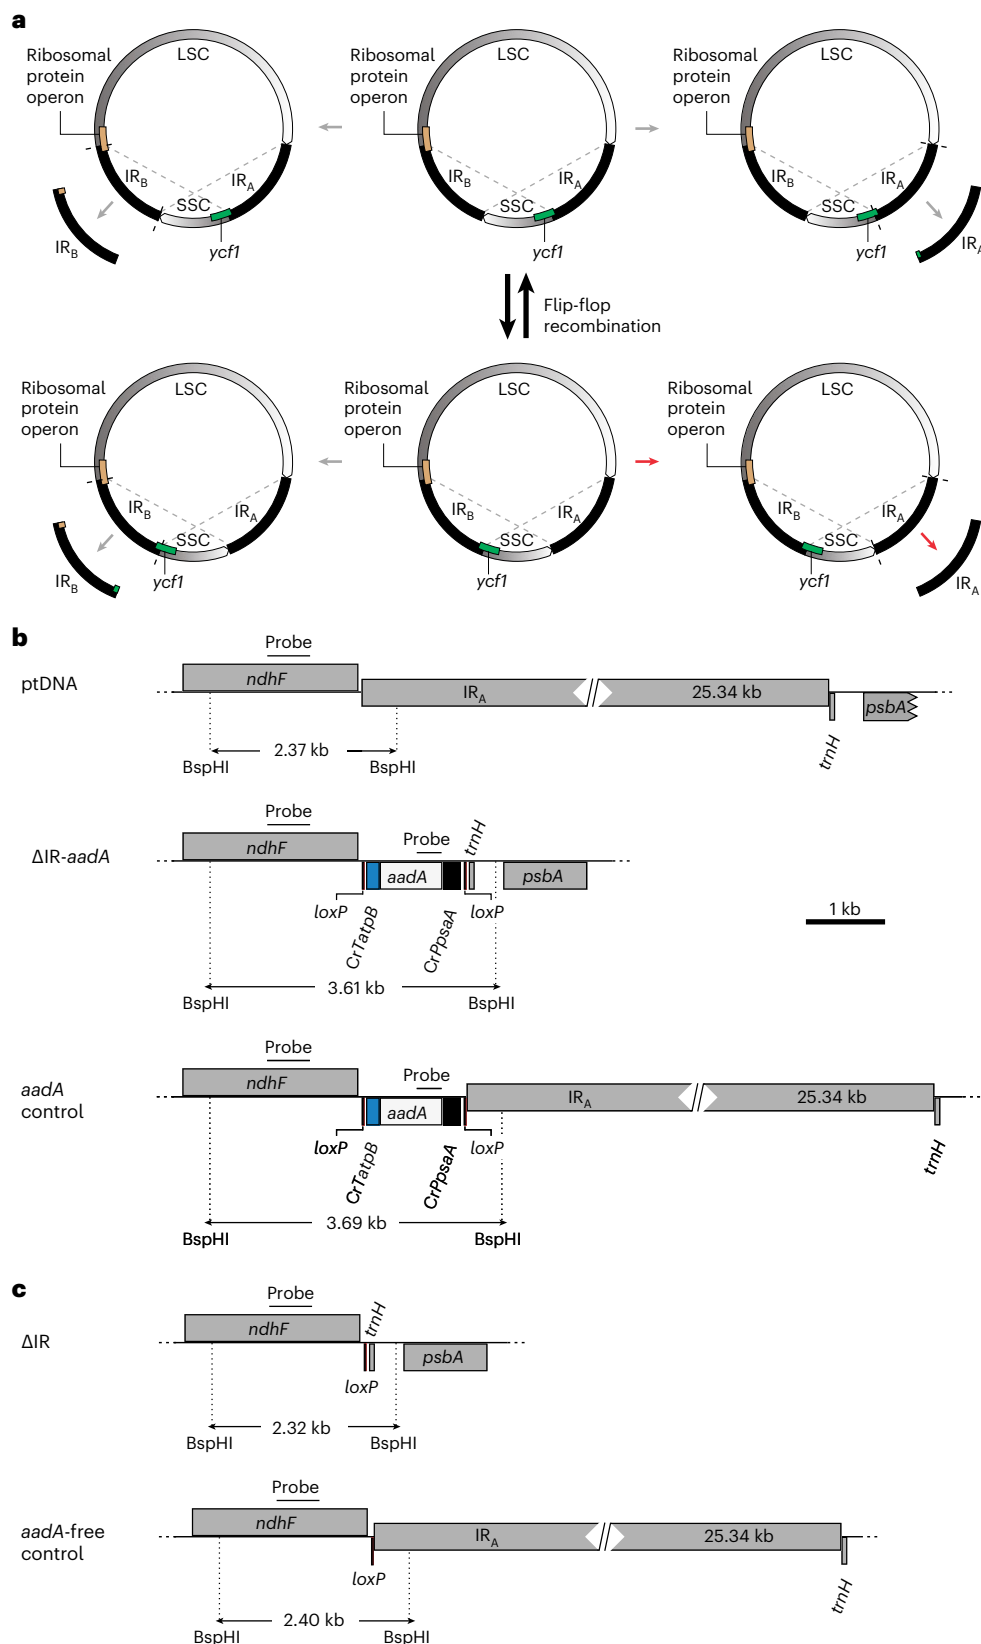 a
Ribosomal
protein
operon
LSC
IRB
IRA
SSC
ycf1
IRB
Ribosomal
protein
operon
LSC
IRB
IRA
SSC
ycf1
Ribosomal
protein
operon
LSC
IRB
IRA
SSC
ycf1
IRA
Flip-flop
recombination
Ribosomal
protein
operon
LSC
IRB
IRA
SSC
ycf1
IRB
Ribosomal
protein
operon
LSC
IRB
IRA
SSC
ycf1
Ribosomal
protein
operon
LSC
IRB
IRA
SSC
ycf1
IRA
b
Probe
ptDNA
ndhF
IRA
25.34 kb
psbA
trnH
2.37 kb
BspHI
BspHI
Probe
ΔIR-aadA
ndhF
Probe
trnH
aadA
psbA
loxP
loxP
CrTatpB
CrPpsaA
1 kb
3.61 kb
BspHI
BspHI
Probe
aadA
control
ndhF
Probe
aadA
IRA
25.34 kb
loxP
loxP
CrTatpB
CrPpsaA
trnH
3.69 kb
BspHI
BspHI
c
Probe
ΔIR
ndhF
trnH
psbA
loxP
2.32 kb
BspHI
BspHI
Probe
aadA-free
control
ndhF
IRA
25.34 kb
loxP
trnH
2.40 kb
BspHI
BspHI